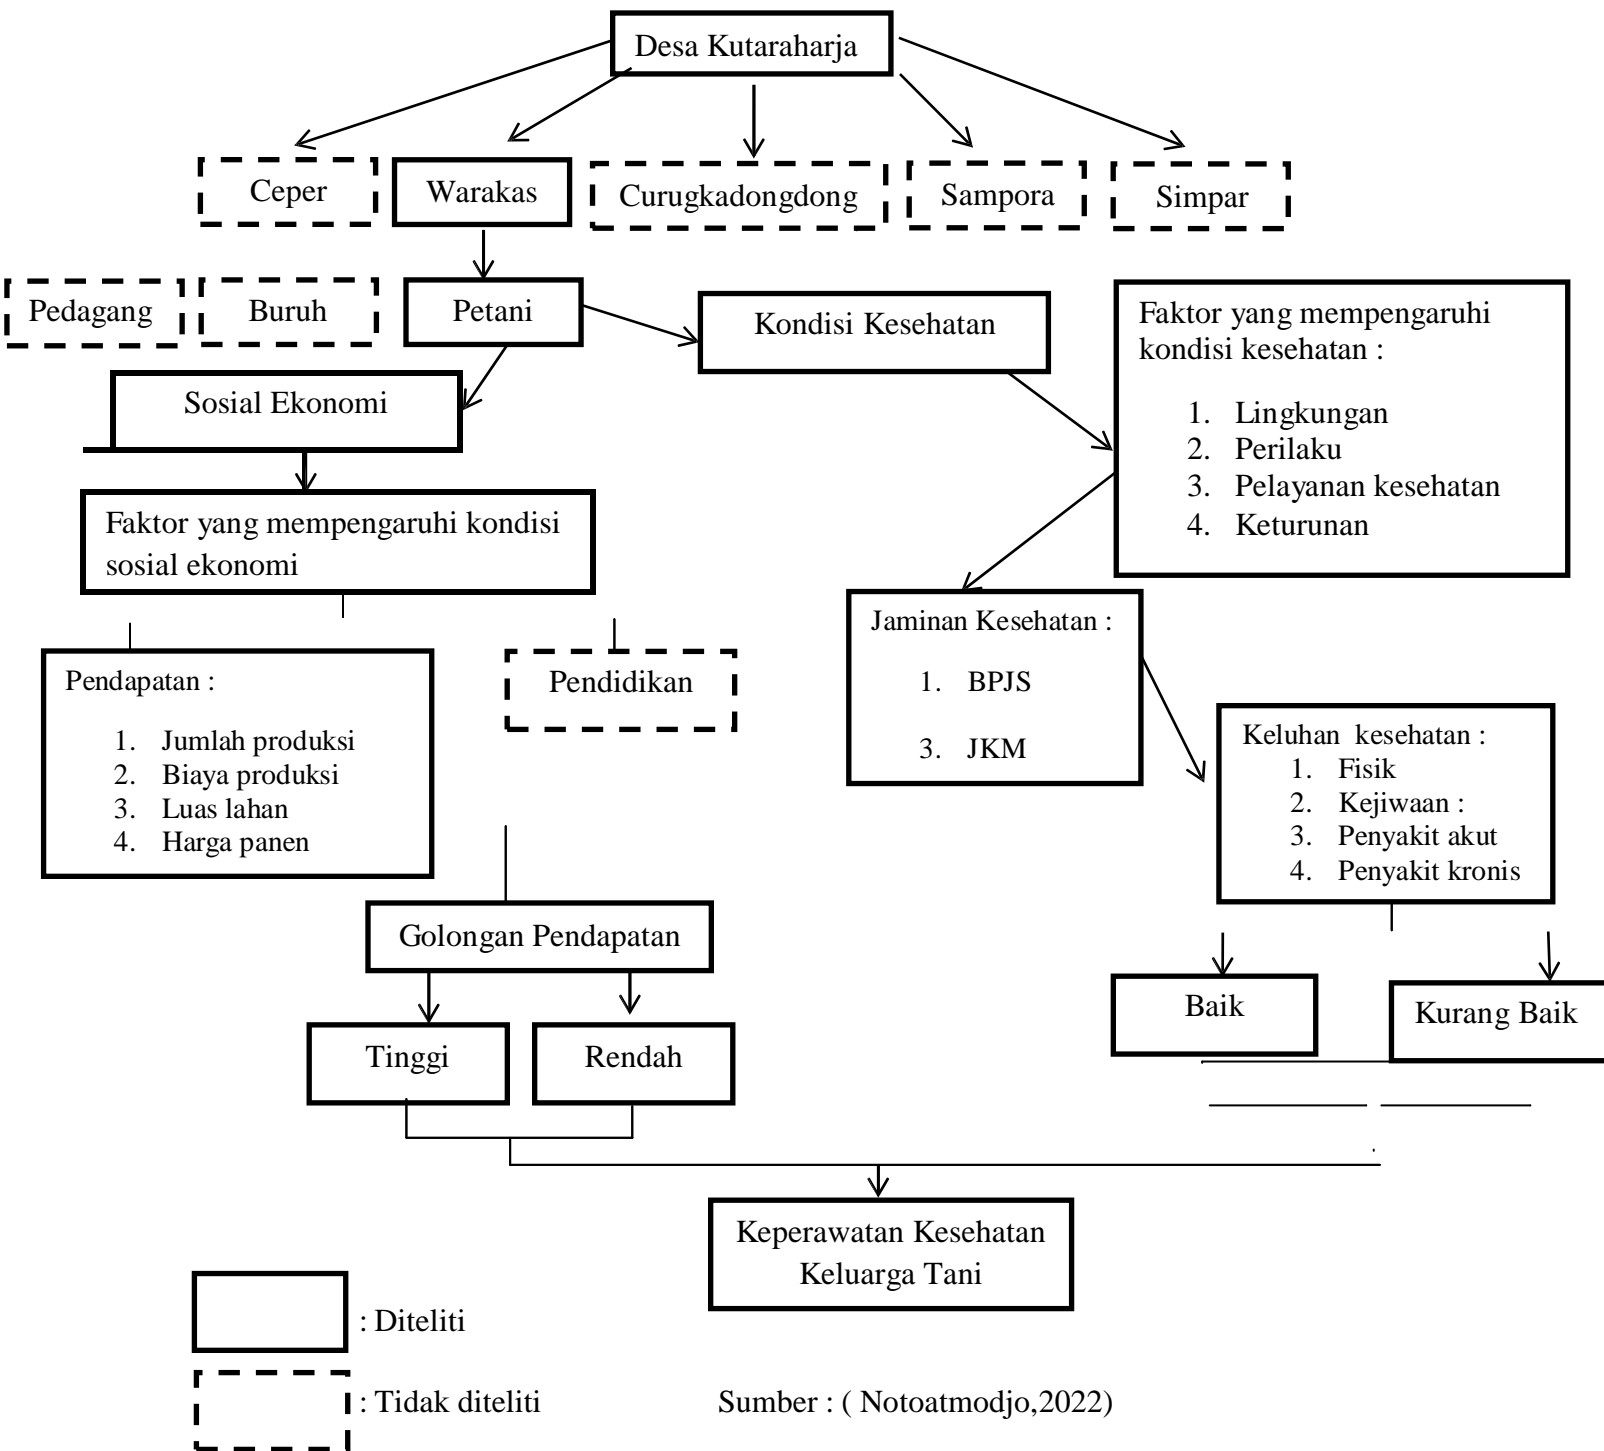 Desa Kutaraharja
Ceper
Warakas
Curugkadongdong
Sampora
Simpar
Pedagang
Buruh
Petani
Kondisi Kesehatan
Faktor yang mempengaruhi
kondisi kesehatan :
1. Lingkungan
2. Perilaku
3. Pelayanan kesehatan
4. Keturunan
Sosial Ekonomi
Faktor yang mempengaruhi kondisi
sosial ekonomi
Jaminan Kesehatan :
1. BPJS
3. JKM
Pendapatan :
1. Jumlah produksi
2. Biaya produksi
3. Luas lahan
4. Harga panen
Pendidikan
Keluhan kesehatan :
1. Fisik
2. Kejiwaan :
3. Penyakit akut
4. Penyakit kronis
Golongan Pendapatan
Baik
Kurang Baik
Tinggi
Rendah
Keperawatan Kesehatan
Keluarga Tani
: Diteliti
: Tidak diteliti
Sumber : ( Notoatmodjo,2022)